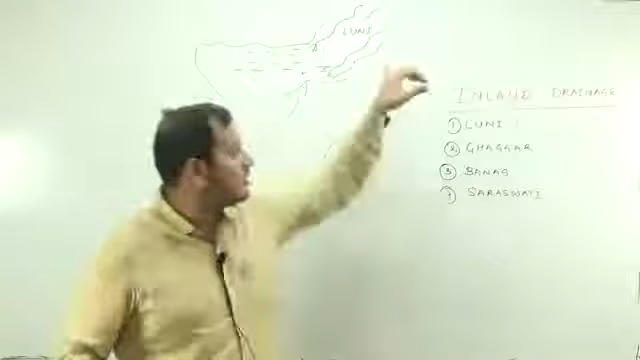 LUNI
INLAND DRAINAGE
① LUNI
② GHAGGAR
③ BANAS
④ SARASWATI